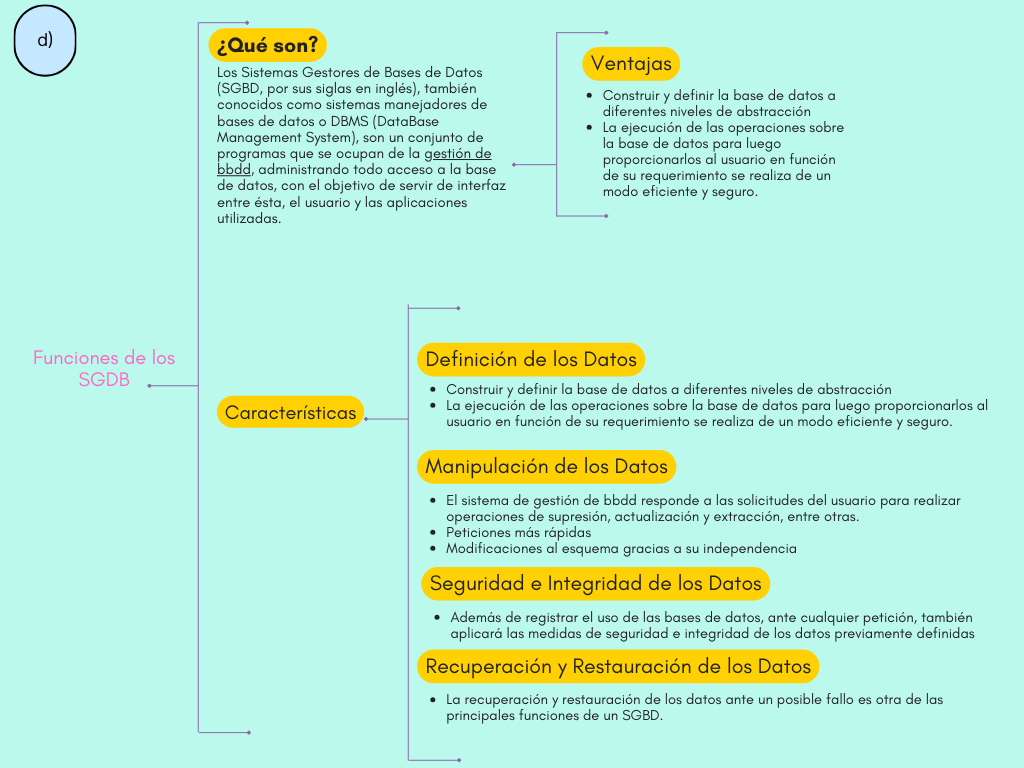 d)
¿Qué son?
Los Sistemas Gestores de Bases de Datos
(SGBD, por sus siglas en inglés), también
conocidos como sistemas manejadores de
bases de datos o DBMS (DataBase
Management System), son un conjunto de
programas que se ocupan de la gestión de
bbdd, administrando todo acceso a la base
de datos, con el objetivo de servir de interfaz
entre ésta, el usuario y las aplicaciones
utilizadas.
Ventajas
• Construir y definir la base de datos a
diferentes niveles de abstracción
• La ejecución de las operaciones sobre
la base de datos para luego
proporcionarlos al usuario en función
de su requerimiento se realiza de un
modo eficiente y seguro.
Funciones de los
SGDB
Características
Definición de los Datos
• Construir y definir la base de datos a diferentes niveles de abstracción
• La ejecución de las operaciones sobre la base de datos para luego proporcionarlos al
usuario en función de su requerimiento se realiza de un modo eficiente y seguro.
Manipulación de los Datos
• El sistema de gestión de bbdd responde a las solicitudes del usuario para realizar
operaciones de supresión, actualización y extracción, entre otras.
• Peticiones más rápidas
• Modificaciones al esquema gracias a su independencia
Seguridad e Integridad de los Datos
• Además de registrar el uso de las bases de datos, ante cualquier petición, también
aplicará las medidas de seguridad e integridad de los datos previamente definidas
Recuperación y Restauración de los Datos
• La recuperación y restauración de los datos ante un posible fallo es otra de las
principales funciones de un SGBD.